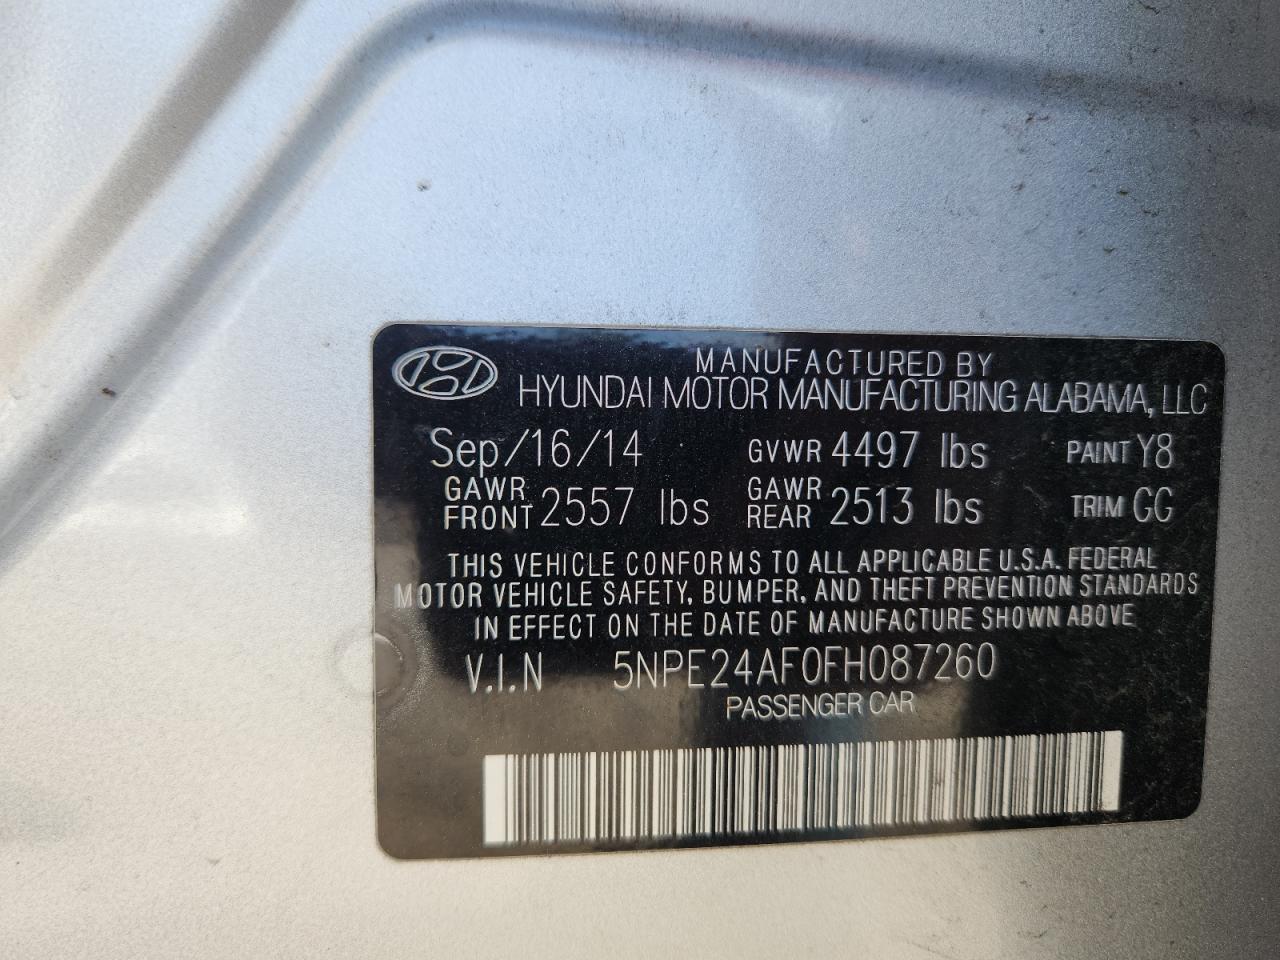 MANUFACTURED BY
HYUNDAI MOTOR MANUFACTURING ALABAMA, LLC
Sep/16/14 GVWR 4497 lbs PAINT Y8
GAWR FRONT 2557 lbs GAWR REAR 2513 lbs TRIM GG
THIS VEHICLE CONFORMS TO ALL APPLICABLE U.S.A. FEDERAL
MOTOR VEHICLE SAFETY, BUMPER, AND THEFT PREVENTION STANDARDS
IN EFFECT ON THE DATE OF MANUFACTURE SHOWN ABOVE
V.I.N 5NPE24AF0FH087260
PASSENGER CAR